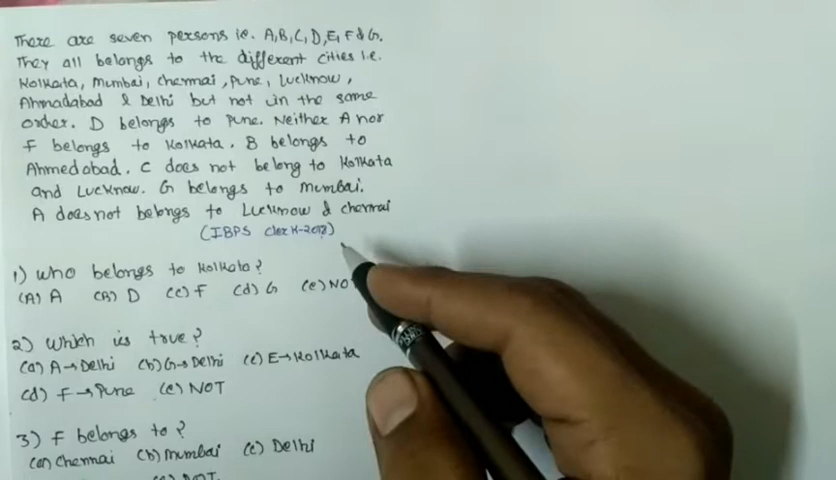 There are seven persons ie. A,B,C,D,E,F & G.
They all belongs to the different cities i.e.
Kolkata, Mumbai, Chennai, Pune, Lucknow,
Ahmadabad & Delhi but not in the same
order. D belongs to Pune. Neither A nor
F belongs to Kolkata. B belongs to
Ahmedabad. C does not belong to Kolkata
and Lucknow. G belongs to Mumbai.
A does not belongs to Lucknow & chennai
(IBPS Clerk-2018)
1) Who belongs to Kolkata?
(A) A (B) D (c) F (d) G (e) NO
2) Which is true?
(a) A→Delhi (b) G→Delhi (c) E→Kolkata
(d) F→Pune (e) NOT
3) F belongs to?
(a) Chennai (b) Mumbai (c) Delhi
(e) NOT.